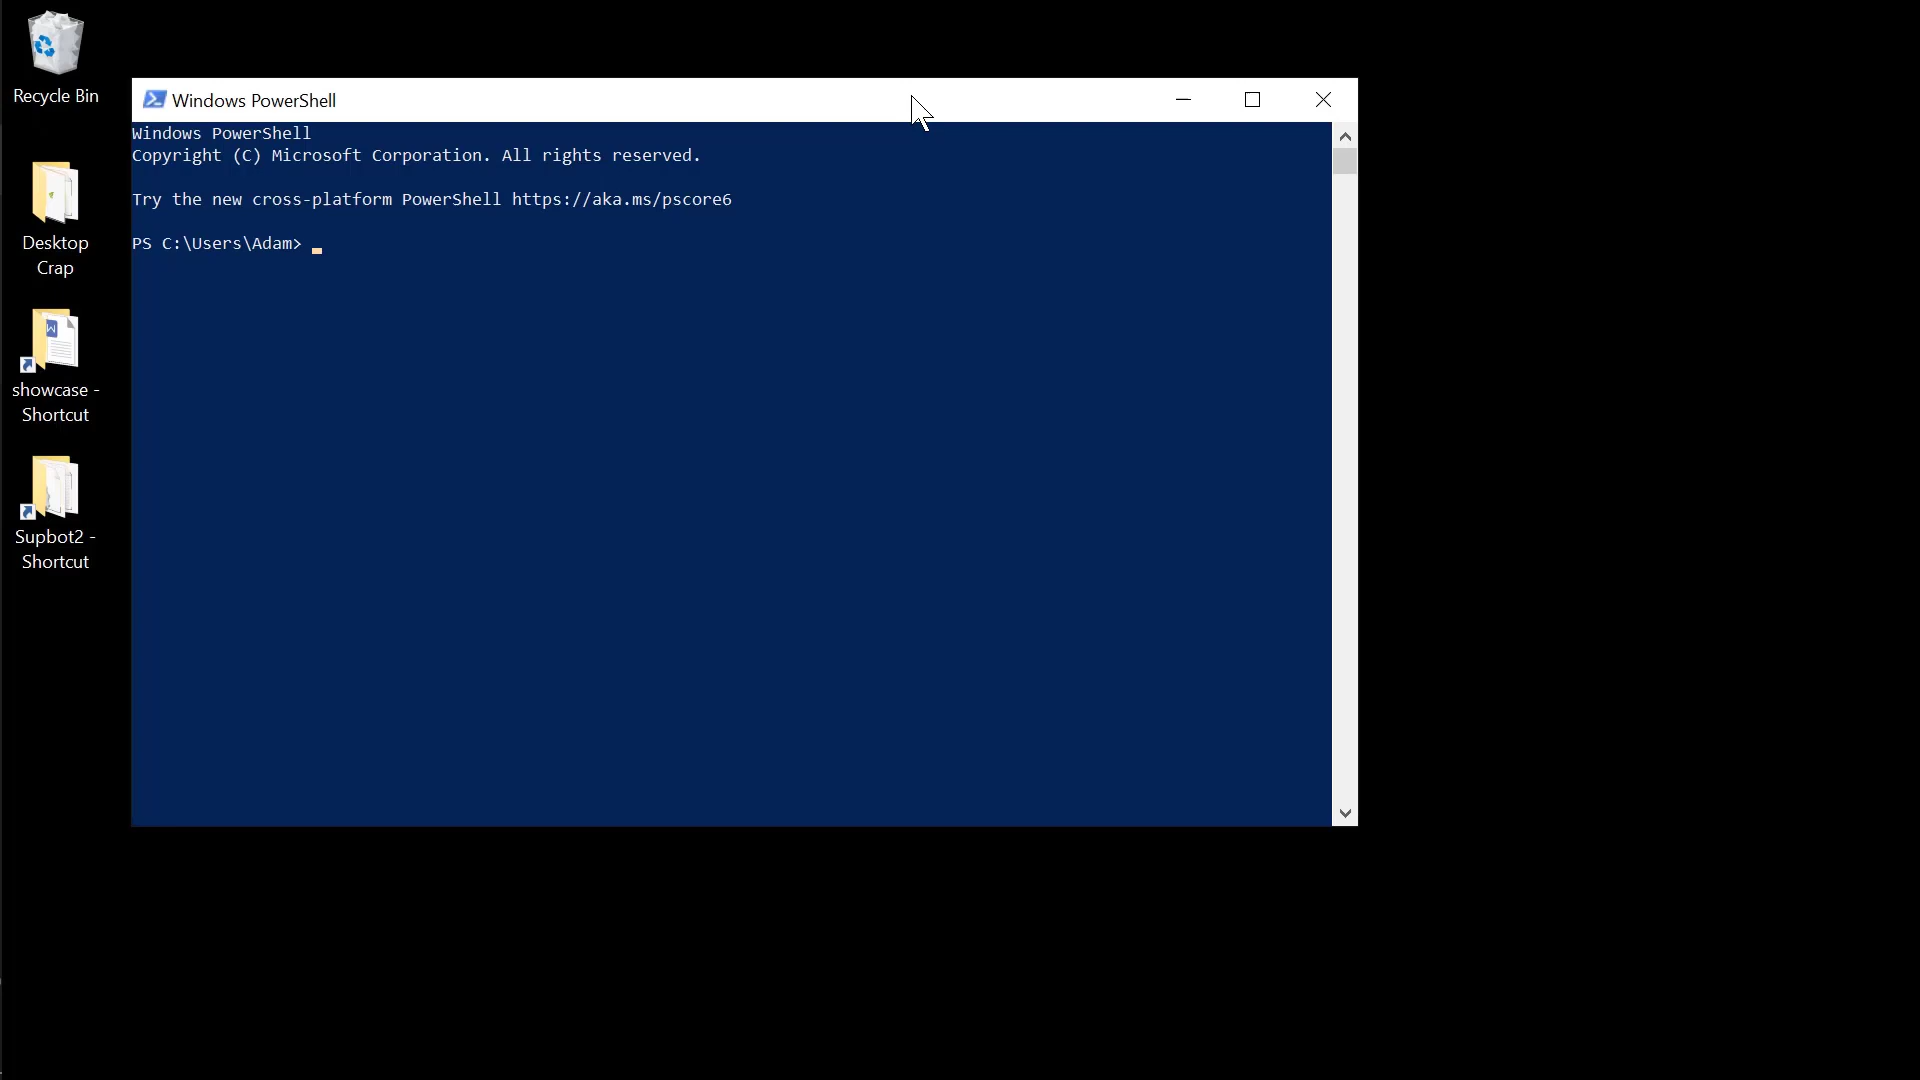 Recycle Bin
Desktop
Crap
showcase -
Shortcut
Supbot2 -
Shortcut
Windows PowerShell
Windows PowerShell
Copyright (C) Microsoft Corporation. All rights reserved.
Try the new cross-platform PowerShell https://aka.ms/pscore6
PS C:\Users\Adam>